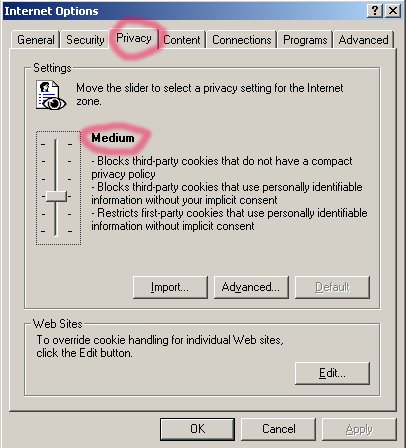 Internet Options
General Security Privacy Content Connections Programs Advanced
Settings
Move the slider to select a privacy setting for the Internet
zone.
Medium
- Blocks third-party cookies that do not have a compact
privacy policy
- Blocks third-party cookies that use personally identifiable
information without your implicit consent
- Restricts first-party cookies that use personally identifiable
information without implicit consent
Import... Advanced... Default
Web Sites
To override cookie handling for individual Web sites,
click the Edit button.
Edit...
OK Cancel Apply